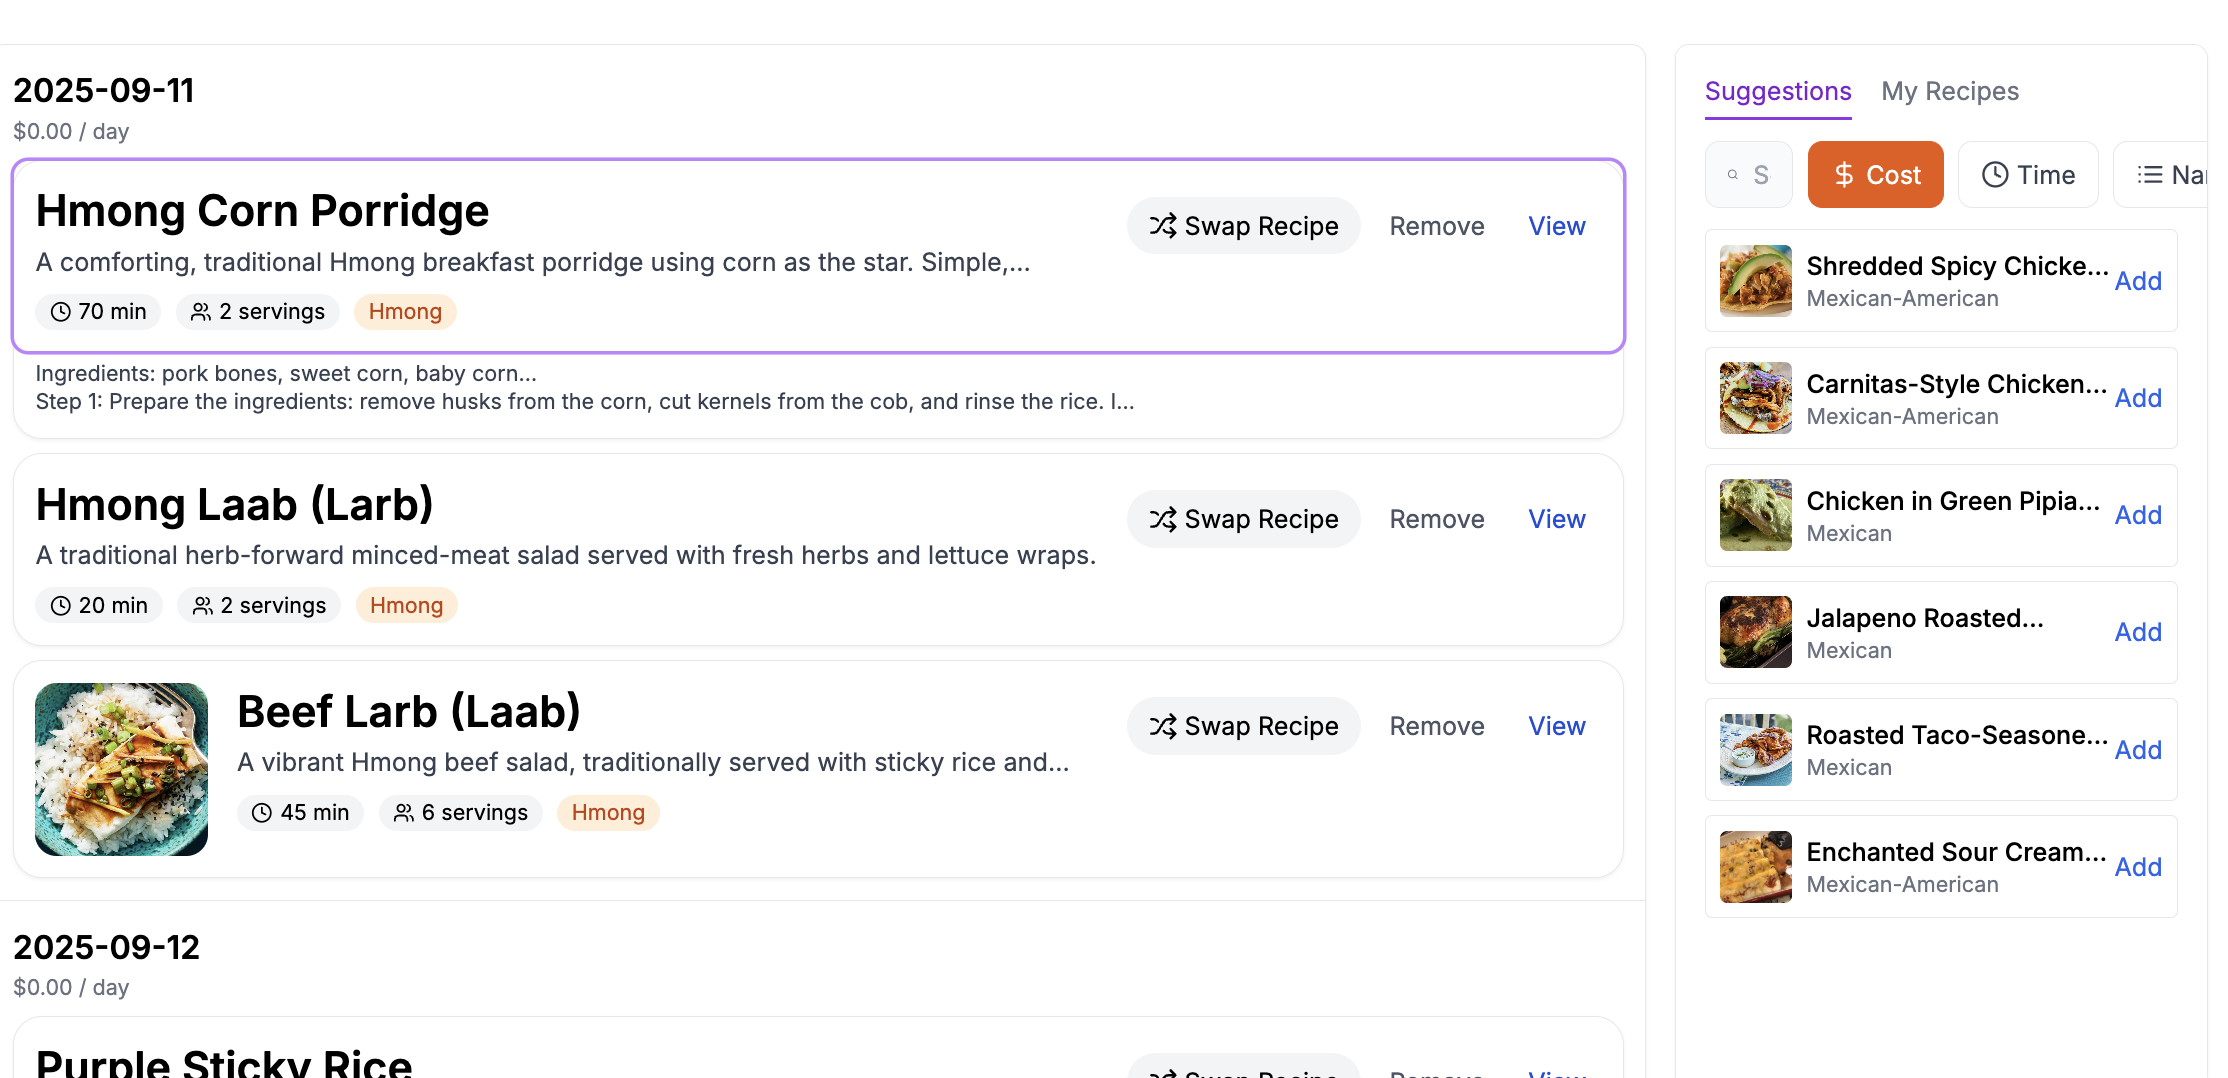 2025-09-11
$0.00 / day
Hmong Corn Porridge
A comforting, traditional Hmong breakfast porridge using corn as the star. Simple,...
70 min
2 servings
Hmong
Swap Recipe
Remove
View
Ingredients: pork bones, sweet corn, baby corn...
Step 1: Prepare the ingredients: remove husks from the corn, cut kernels from the cob, and rinse the rice. I...
Hmong Laab (Larb)
A traditional herb-forward minced-meat salad served with fresh herbs and lettuce wraps.
20 min
2 servings
Hmong
Swap Recipe
Remove
View
Beef Larb (Laab)
A vibrant Hmong beef salad, traditionally served with sticky rice and...
45 min
6 servings
Hmong
Swap Recipe
Remove
View
2025-09-12
$0.00 / day
Purple Sticky Rice
Swap Recipe
Remove
View
Suggestions
My Recipes
S
Cost
Time
Nar
Shredded Spicy Chicke...
Mexican-American
Add
Carnitas-Style Chicken...
Mexican-American
Add
Chicken in Green Pipia...
Mexican
Add
Jalapeno Roasted...
Mexican
Add
Roasted Taco-Seasone...
Mexican
Add
Enchanted Sour Cream...
Mexican-American
Add